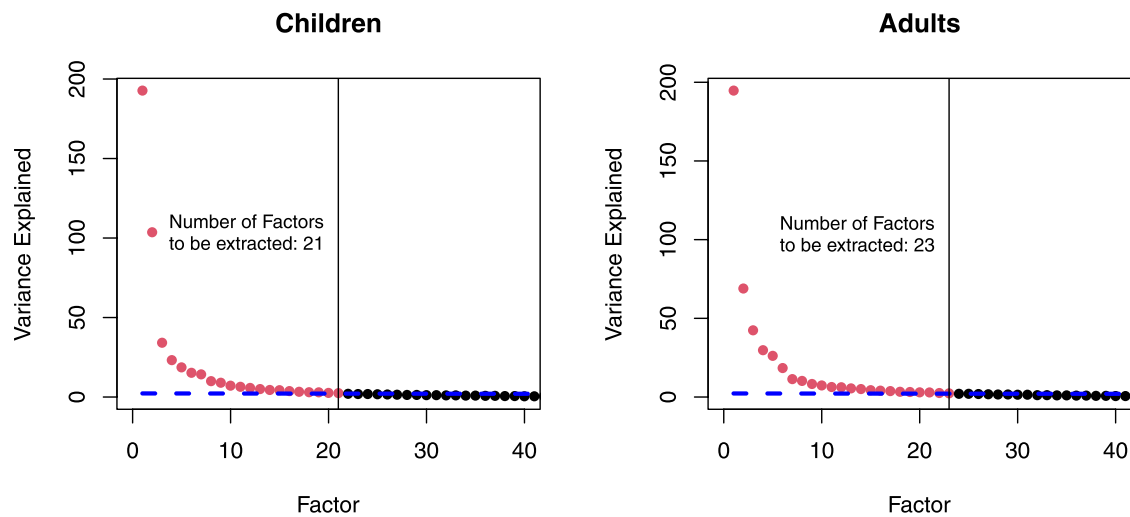 Children
Variance Explained
200
150
100
50
0
Number of Factors
to be extracted: 21
0 10 20 30 40
Factor
Adults
Variance Explained
200
150
100
50
0
Number of Factors
to be extracted: 23
0 10 20 30 40
Factor